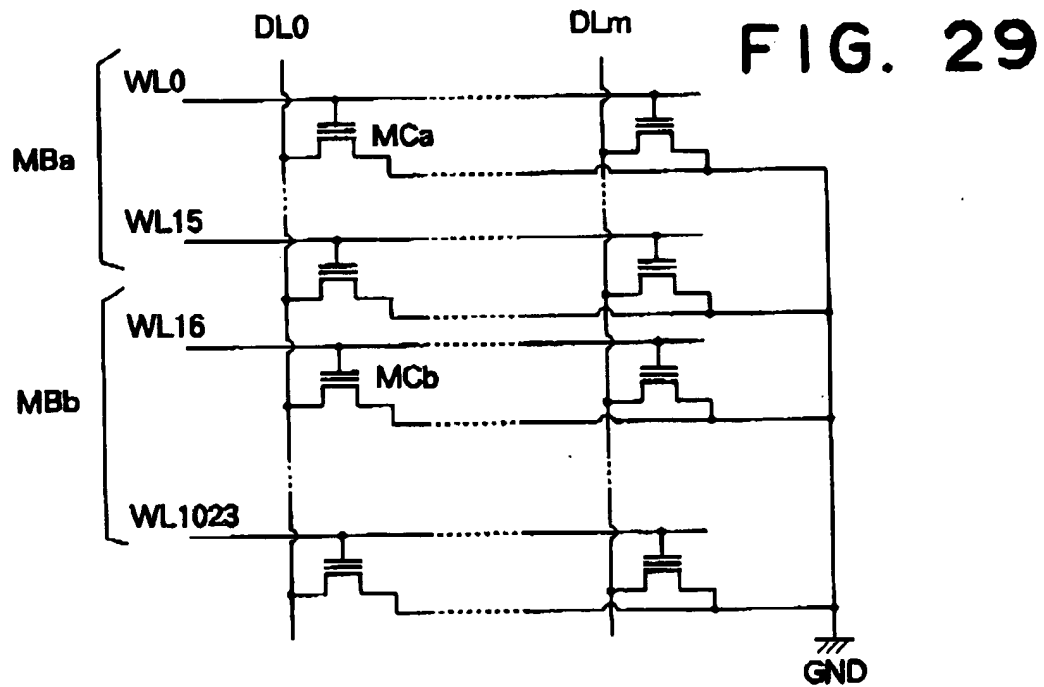 FIG. 29
DL0
DLm
WL0
MCa
MBa
WL15
WL16
MCb
MBb
WL1023
GND